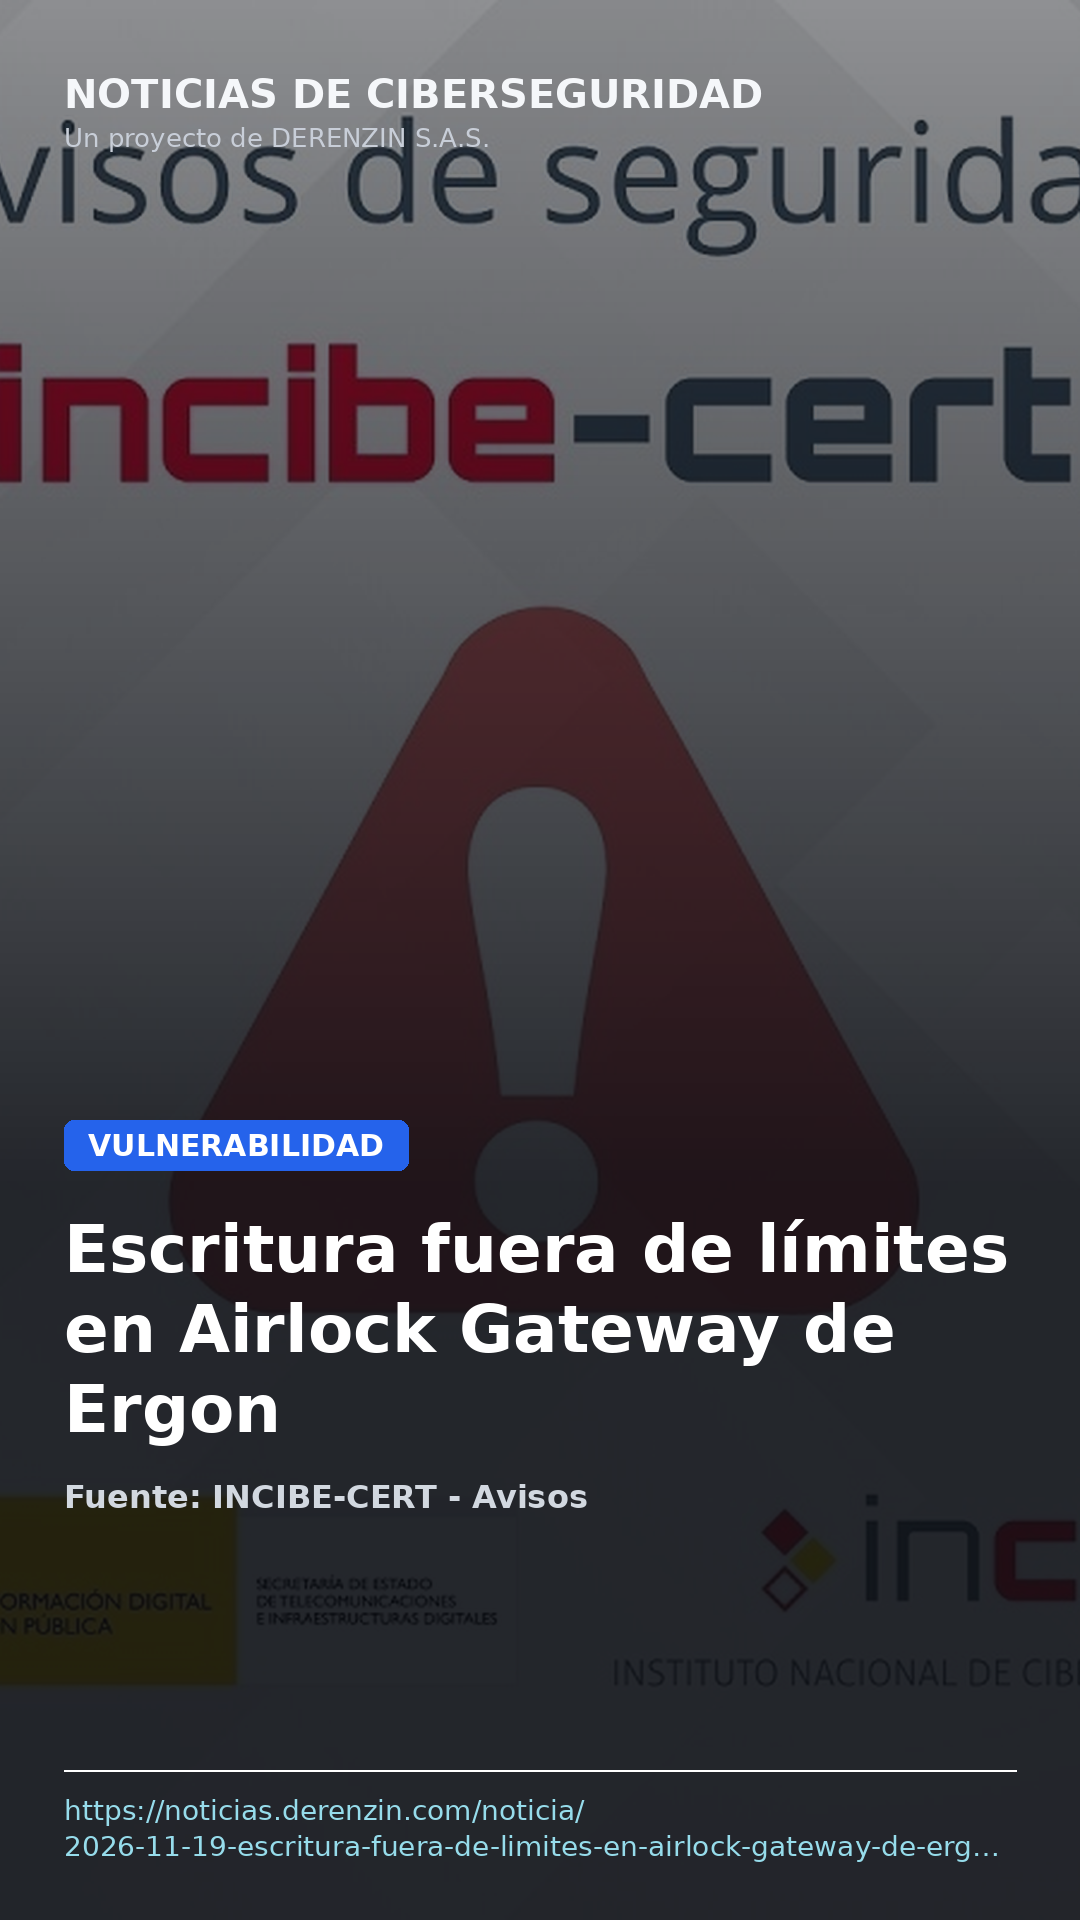 NOTICIAS DE CIBERSEGURIDAD
Un proyecto de DERENZIN S.A.S.
visos de segurida
incibe-cert
VULNERABILIDAD
Escritura fuera de límites
en Airlock Gateway de
Ergon
Fuente: INCIBE-CERT - Avisos
ORMACIÓN DIGITAL
N PÚBLICA
SECRETARÍA DE ESTADO
DE TELECOMUNICACIONES
E INFRAESTRUCTURAS DIGITALES
inc
INSTITUTO NACIONAL DE CIB
https://noticias.derenzin.com/noticia/
2026-11-19-escritura-fuera-de-limites-en-airlock-gateway-de-erg...